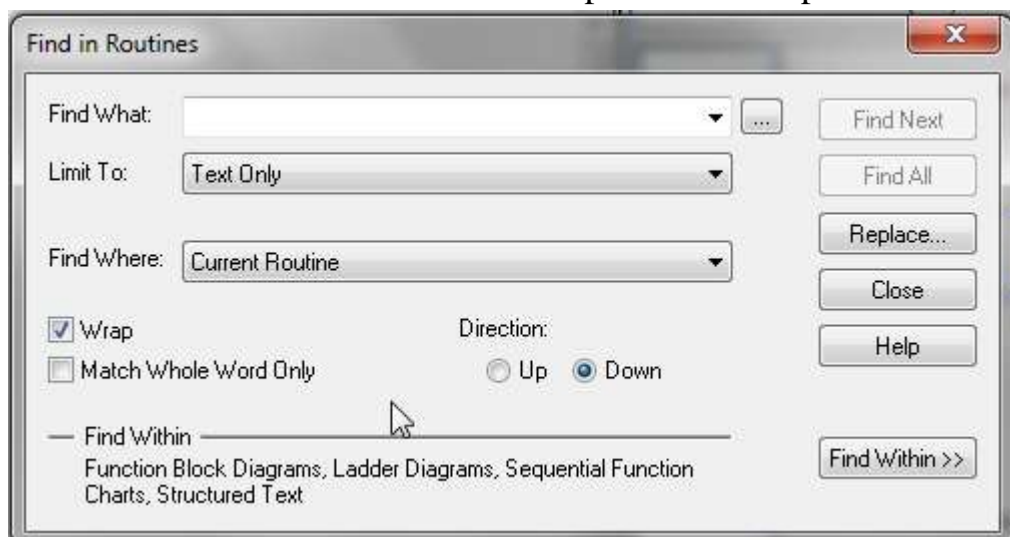 Find in Routines
Find What:
...
Find Next
Limit To:
Text Only
Find All
Replace...
Find Where:
Current Routine
Close
Wrap
Direction:
Help
Match Whole Word Only
Up
Down
Find Within
Function Block Diagrams, Ladder Diagrams, Sequential Function
Charts, Structured Text
Find Within >>